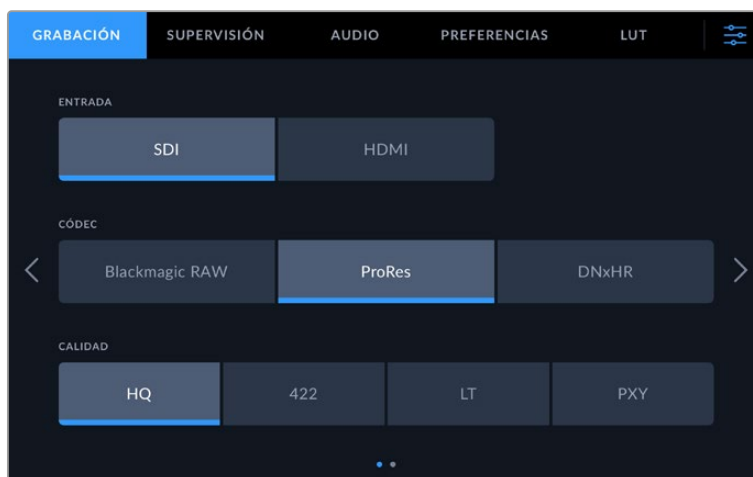 GRABACIÓN SUPERVISIÓN AUDIO PREFERENCIAS LUT
ENTRADA
SDI HDMI
CÓDEC
Blackmagic RAW ProRes DNxHR
CALIDAD
HQ 422 LT PXY